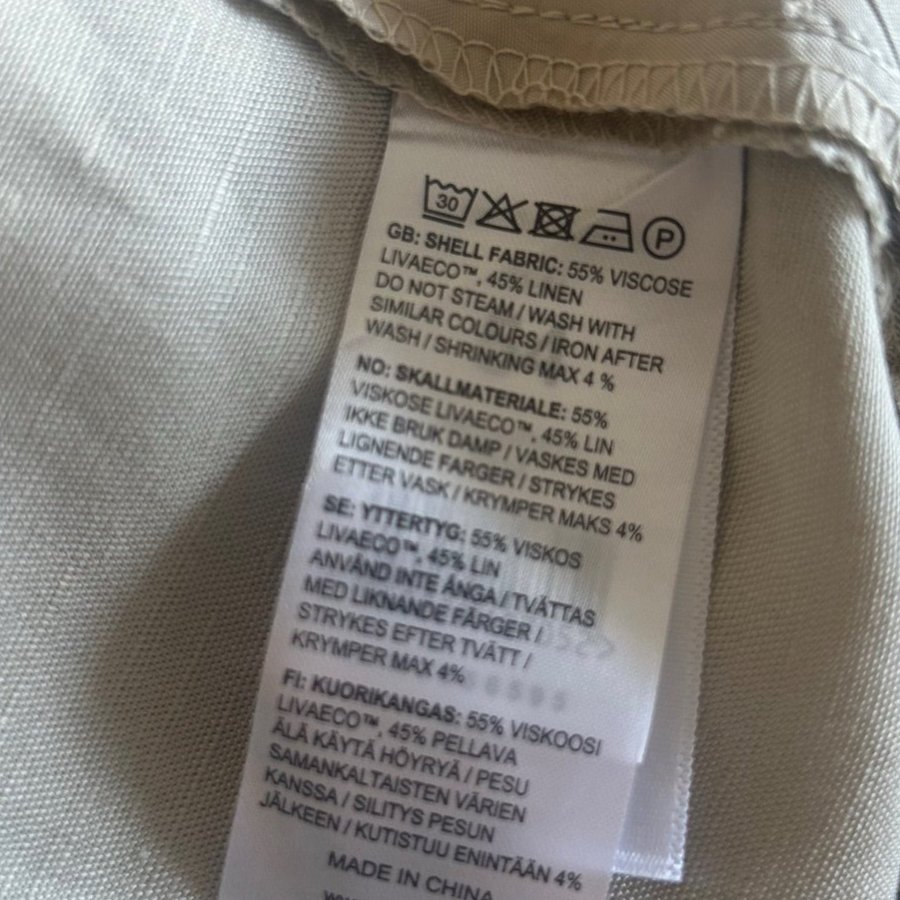 30
P
GB: SHELL FABRIC: 55% VISCOSE
LIVAECO™, 45% LINEN
DO NOT STEAM / WASH WITH
SIMILAR COLOURS / IRON AFTER
WASH / SHRINKING MAX 4 %
NO: SKALLMATERIALE: 55%
VISKOSE LIVAECO™, 45% LIN
IKKE BRUK DAMP / VASKES MED
LIGNENDE FARGER / STRYKES
ETTER VASK / KRYMPER MAKS 4%
SE: YTTERTYG: 55% VISKOS
LIVAECO™, 45% LIN
ANVÄND INTE ÅNGA / TVÄTTAS
MED LIKNANDE FÄRGER /
STRYKES EFTER TVÄTT /
KRYMPER MAX 4%
FI: KUORIKANGAS: 55% VISKOOSI
LIVAECO™, 45% PELLAVA
ÄLÄ KÄYTÄ HÖYRYÄ / PESU
SAMANKALTAISTEN VÄRIEN
KANSSA / SILITYS PESUN
JÄLKEEN / KUTISTUU ENINTÄÄN 4%
MADE IN CHINA